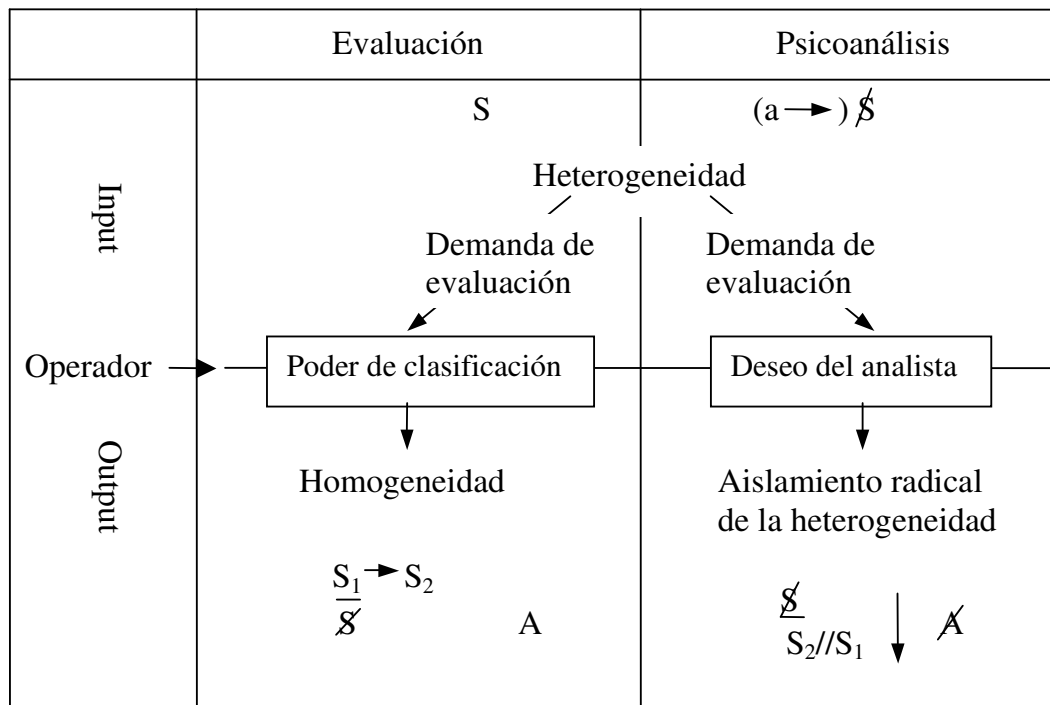 Evaluación Psicoanálisis
S (a → ) $̸
Input
Heterogeneidad
Demanda de evaluación
Demanda de evaluación
Operador → Poder de clasificación
Deseo del analista
Output
Homogeneidad
Aislamiento radical
de la heterogeneidad
S₁ → S₂
S̸ A
S̸
S₂//S₁ ↓ A̸